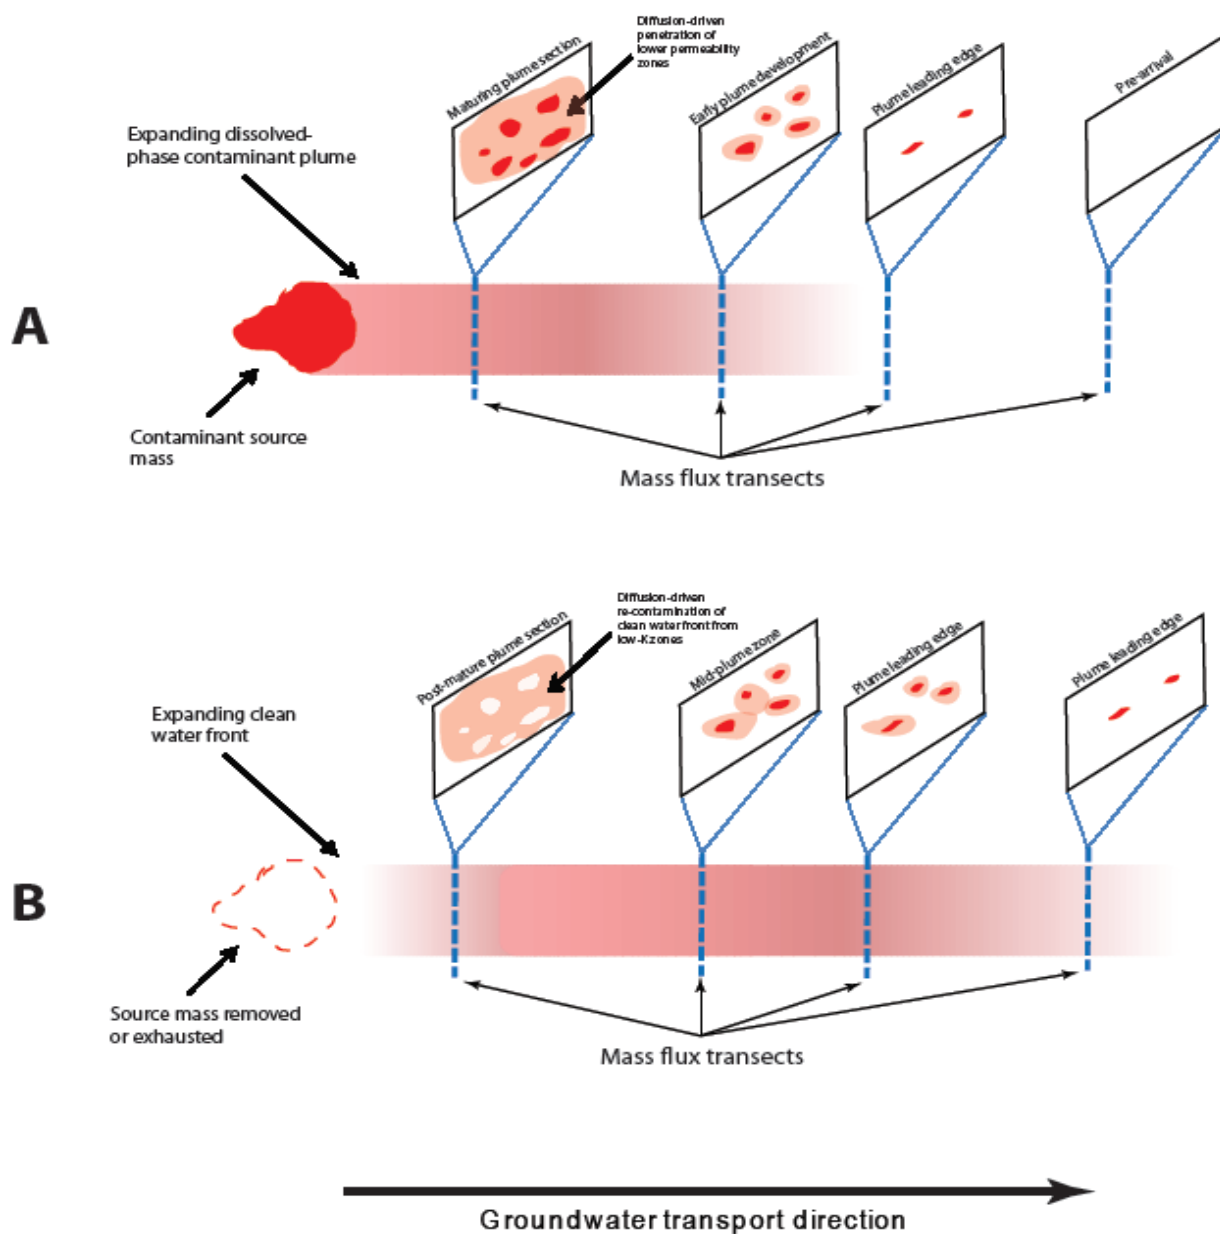 Diffusion-driven
penetration of
lower permeability
zones
Maturing plume section
Early plume development
Plume leading edge
Pre-arrival
Expanding dissolved-
phase contaminant plume
A
Contaminant source
mass
Mass flux transects
Diffusion-driven
re-contamination of
clean water front from
low-K zones
Post-mature plume section
Mid-plume zone
Plume leading edge
Plume leading edge
Expanding clean
water front
B
Source mass removed
or exhausted
Mass flux transects
Groundwater transport direction